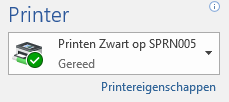 Printer
Printen Zwart op SPRN005
Gereed
Printereigenschappen